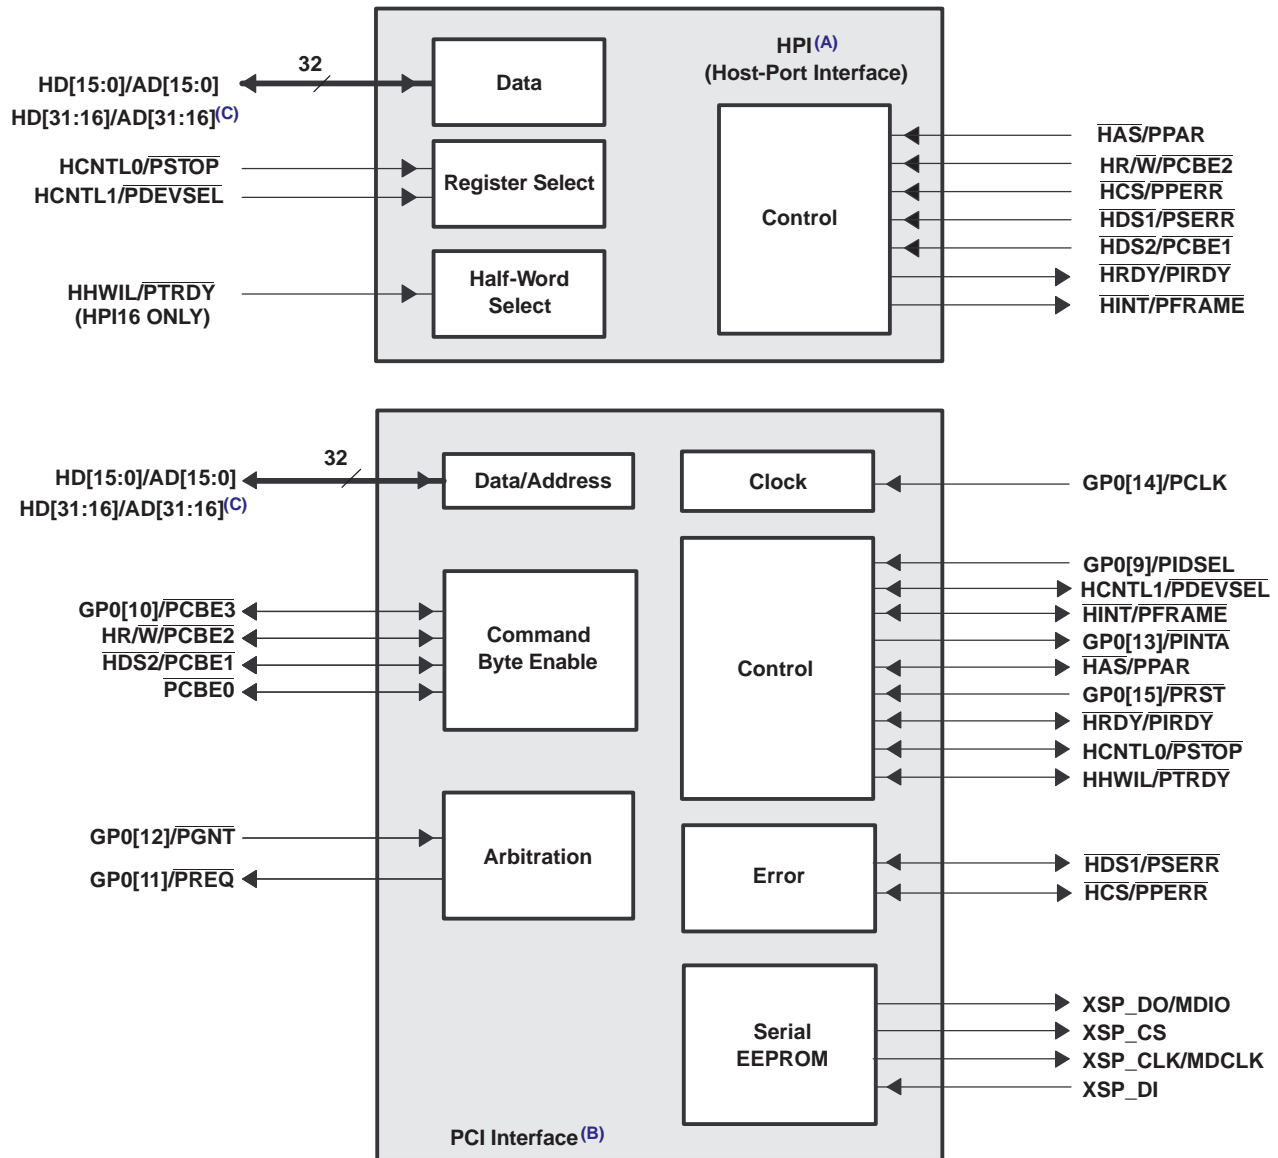 HPI(A)
(Host-Port Interface)
32
HD[15:0]/AD[15:0]
HD[31:16]/AD[31:16](C)
Data
HCNTL0/PSTOP
HCNTL1/PDEVSEL
Register Select
HHWIL/PTRDY
(HPI16 ONLY)
Half-Word
Select
Control
HAS/PPAR
HR/W/PCBE2
HCS/PPERR
HDS1/PSERR
HDS2/PCBE1
HRDY/PIRDY
HINT/PFRAME
32
HD[15:0]/AD[15:0]
HD[31:16]/AD[31:16](C)
Data/Address
Clock
GP0[14]/PCLK
GP0[10]/PCBE3
HR/W/PCBE2
HDS2/PCBE1
PCBE0
Command
Byte Enable
Control
GP0[9]/PIDSEL
HCNTL1/PDEVSEL
HINT/PFRAME
GP0[13]/PINTA
HAS/PPAR
GP0[15]/PRST
HRDY/PIRDY
HCNTL0/PSTOP
HHWIL/PTRDY
GP0[12]/PGNT
GP0[11]/PREQ
Arbitration
Error
HDS1/PSERR
HCS/PPERR
Serial
EEPROM
XSP_DO/MDIO
XSP_CS
XSP_CLK/MDCLK
XSP_DI
PCI Interface(B)